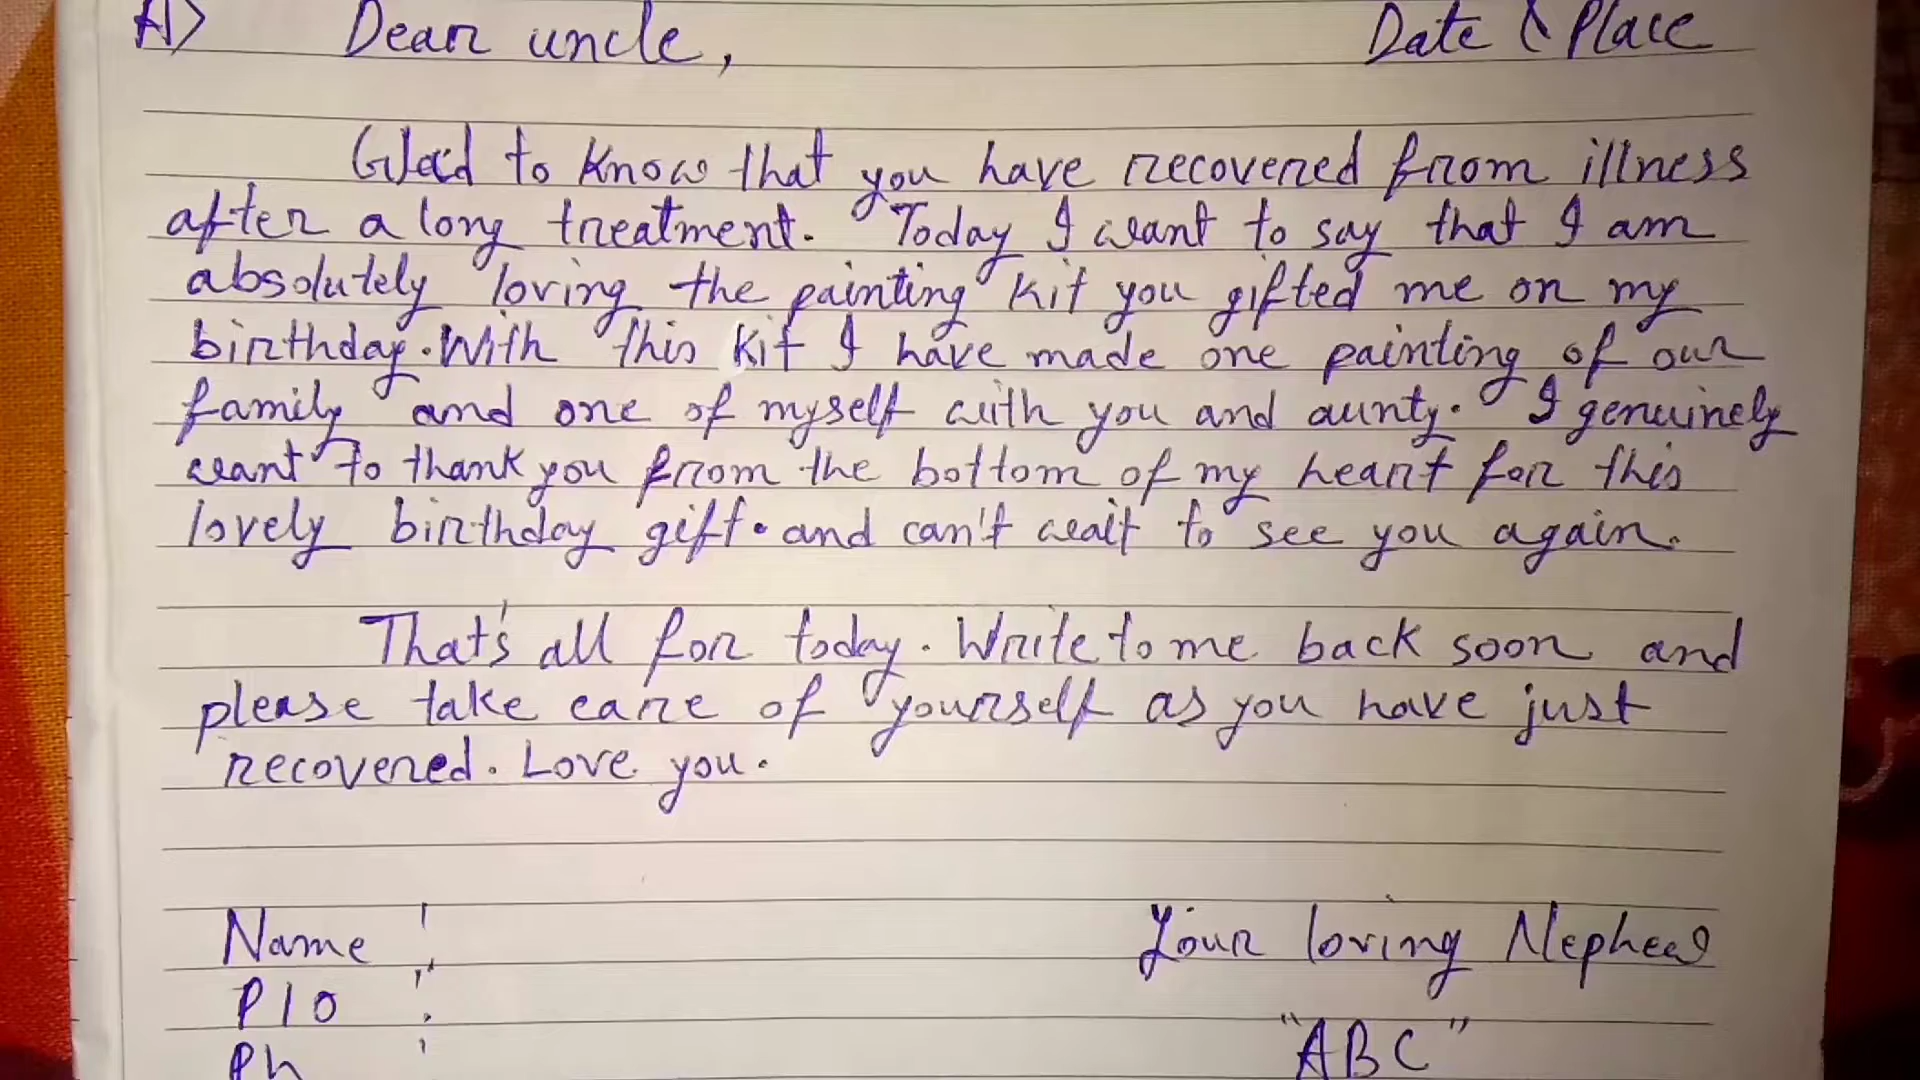 A) Dear uncle, Date & Place
Glad to know that you have recovered from illness
after a long treatment. Today I want to say that I am
absolutely loving the painting kit you gifted me on my
birthday. With this kit I have made one painting of our
family and one of myself with you and aunty. I genuinely
want to thank you from the bottom of my heart for this
lovely birthday gift. and can't wait to see you again.
That's all for today. Write to me back soon and
please take care of yourself as you have just
recovered. Love you.
Name : Your loving Nephew
P/O : "ABC"
Ph :